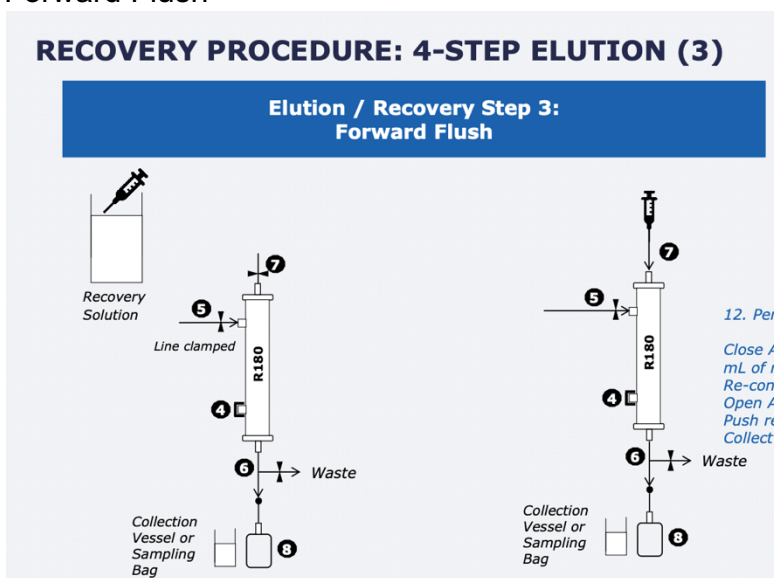 Forward Flush
RECOVERY PROCEDURE: 4-STEP ELUTION (3)
Elution / Recovery Step 3:
Forward Flush
Recovery
Solution
7
5
Line clamped
R180
4
6
Waste
Collection
Vessel or
Sampling
Bag
8
7
5
R180
4
6
Waste
Collection
Vessel or
Sampling
Bag
8
12. Per
Close A
mL of r
Re-con
Open A
Push re
Collect